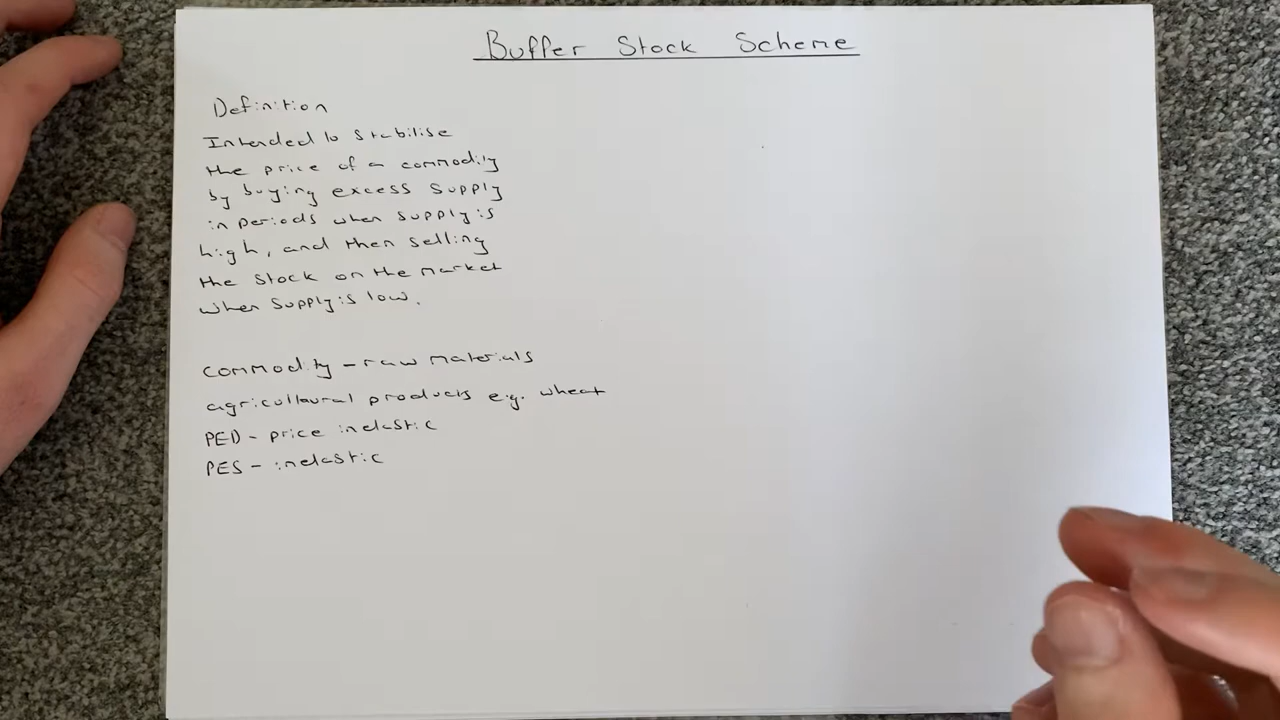 Buffer Stock Scheme
Definition
Intended to stabilise
the price of a commodity
by buying excess supply
in periods when supply is
high, and then selling
the stock on the market
when supply is low.
commodity - raw materials
agricultural products e.g. wheat
PED - price inelastic
PES - inelastic